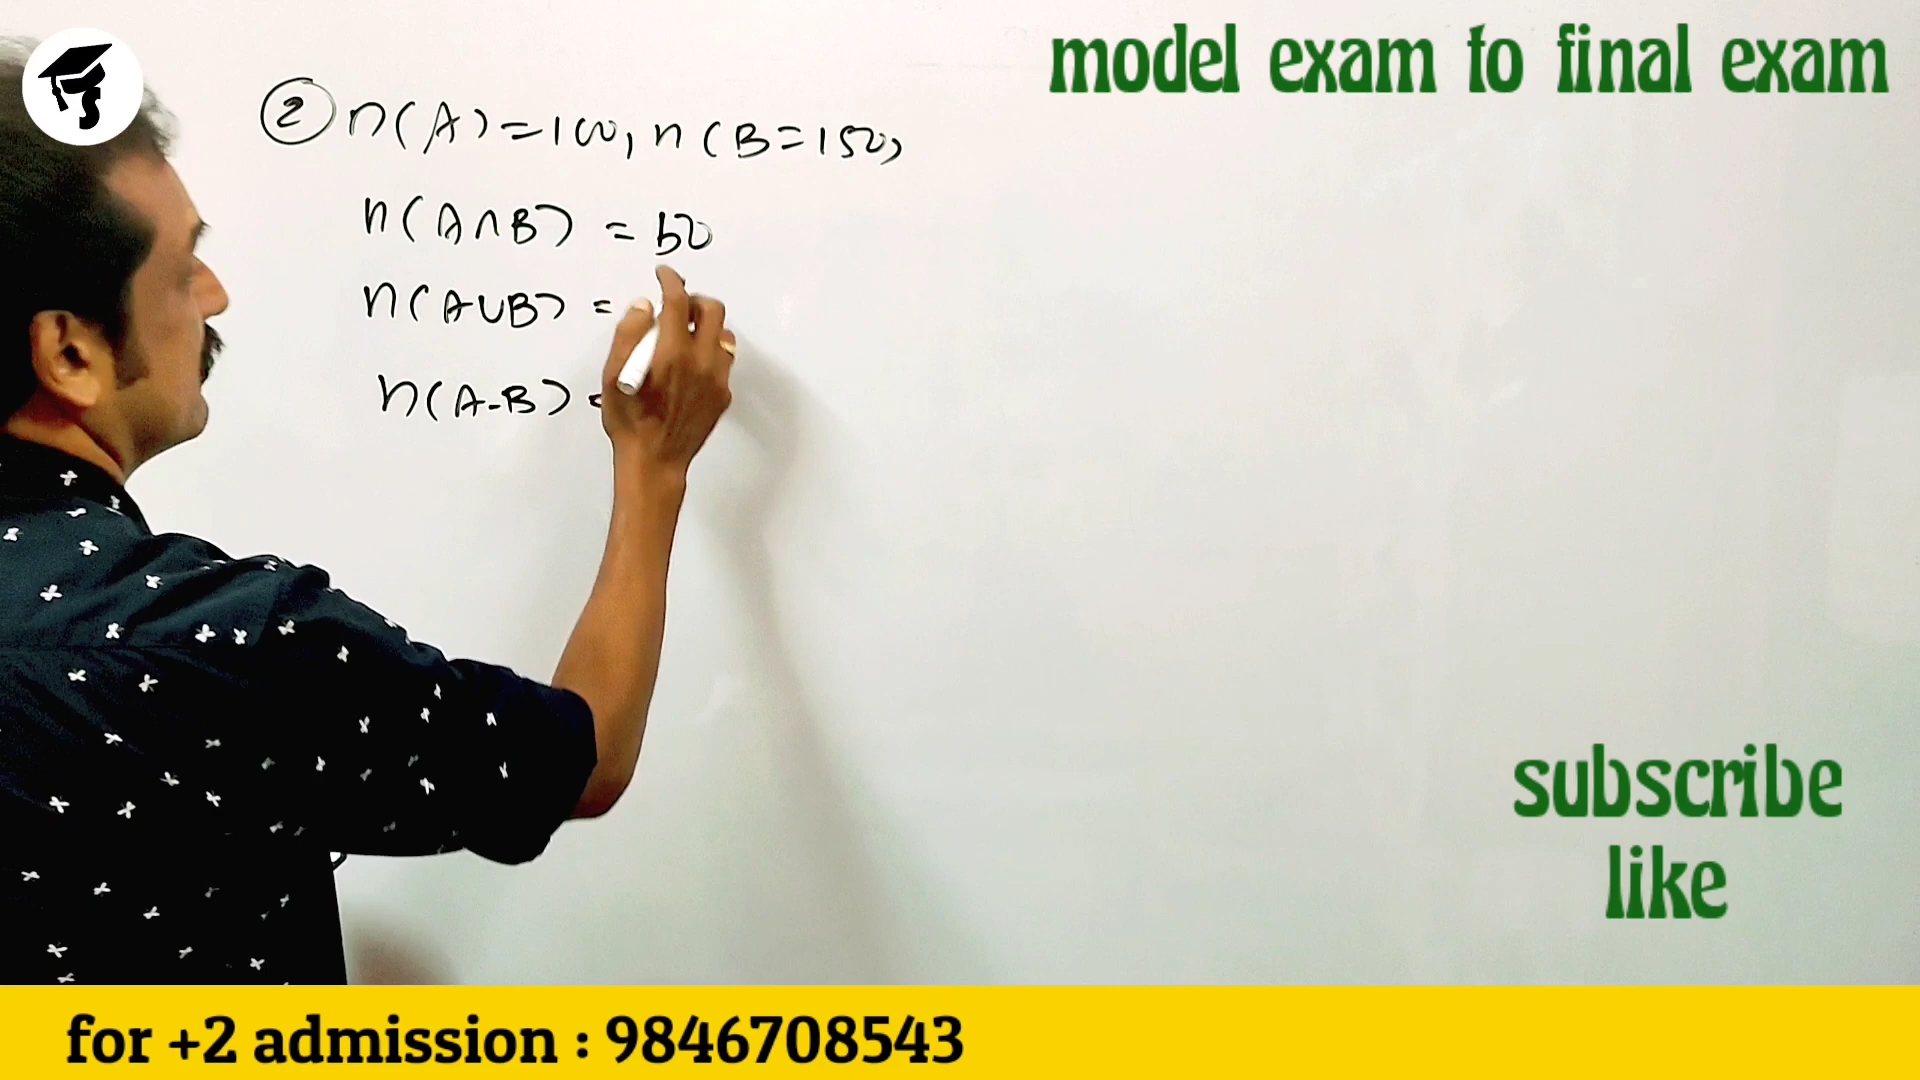 model exam to final exam
② n(A) = 100, n(B = 150,
n(A∩B) = 50
n(A∪B) =
n(A-B) =
subscribe
like
for +2 admission : 9846708543